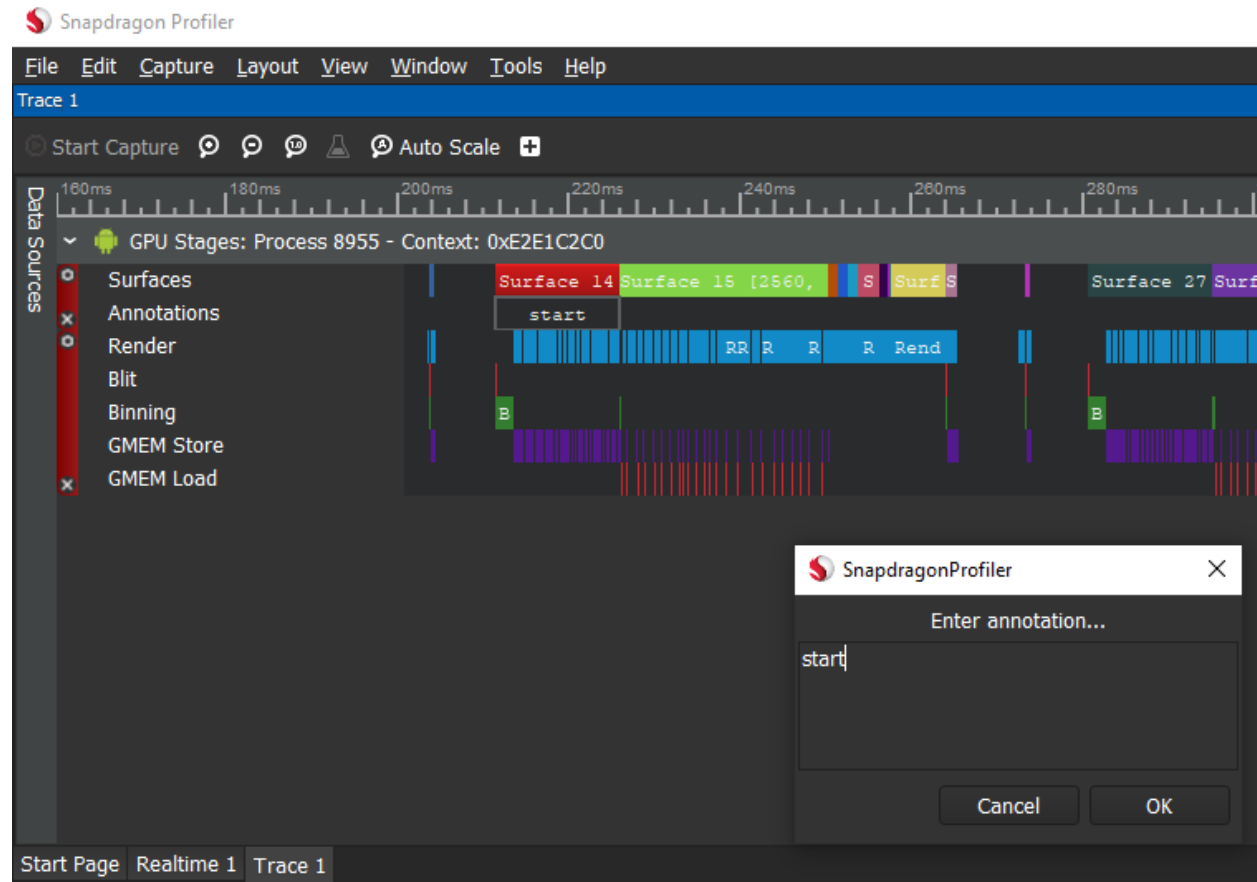 Snapdragon Profiler
File Edit Capture Layout View Window Tools Help
Trace 1
Start Capture 1.0 A Auto Scale
160ms 180ms 200ms 220ms 240ms 260ms 280ms
Data Sources
GPU Stages: Process 8955 - Context: 0xE2E1C2C0
Surfaces Surface 14 Surface 15 [2560, S Surf S Surface 27 Surf
Annotations start
Render RR R R R Rend
Blit
Binning B B
GMEM Store
GMEM Load
SnapdragonProfiler
Enter annotation...
start
Cancel OK
Start Page Realtime 1 Trace 1